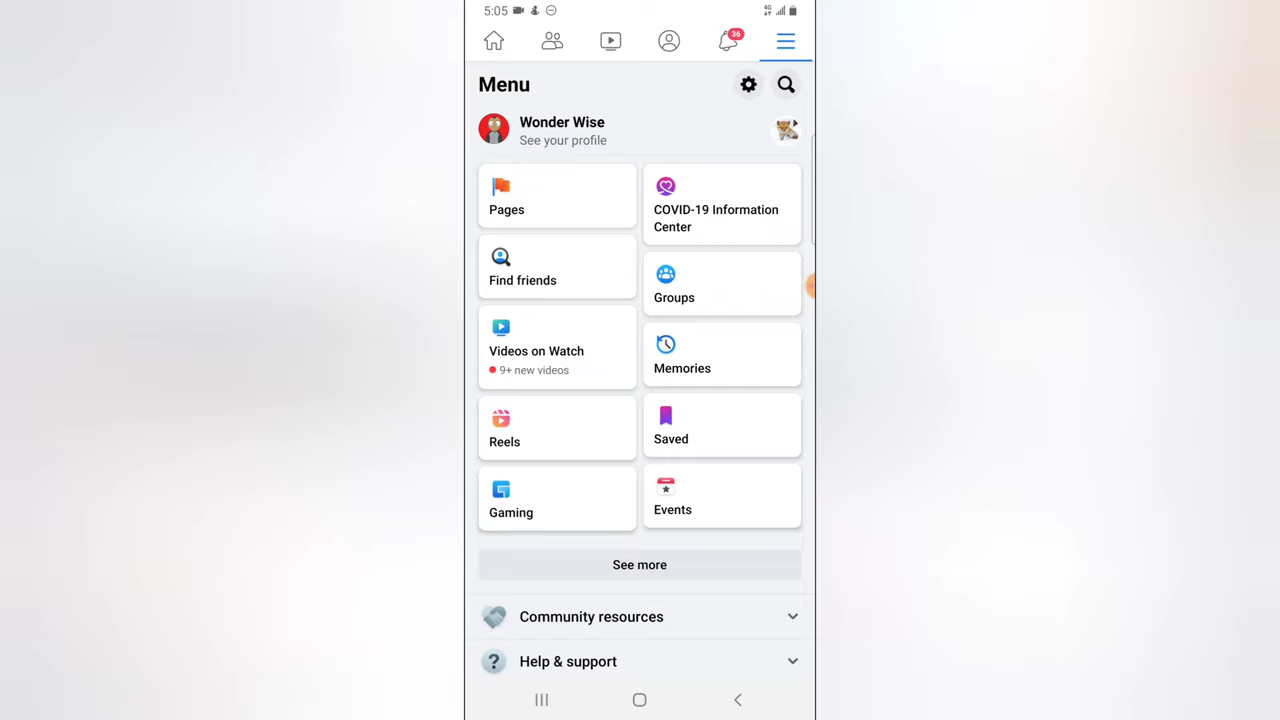 5:05
4G
36
Menu
Wonder Wise
See your profile
Pages
COVID-19 Information
Center
Find friends
Groups
Videos on Watch
9+ new videos
Memories
Reels
Saved
Gaming
Events
See more
Community resources
Help & support